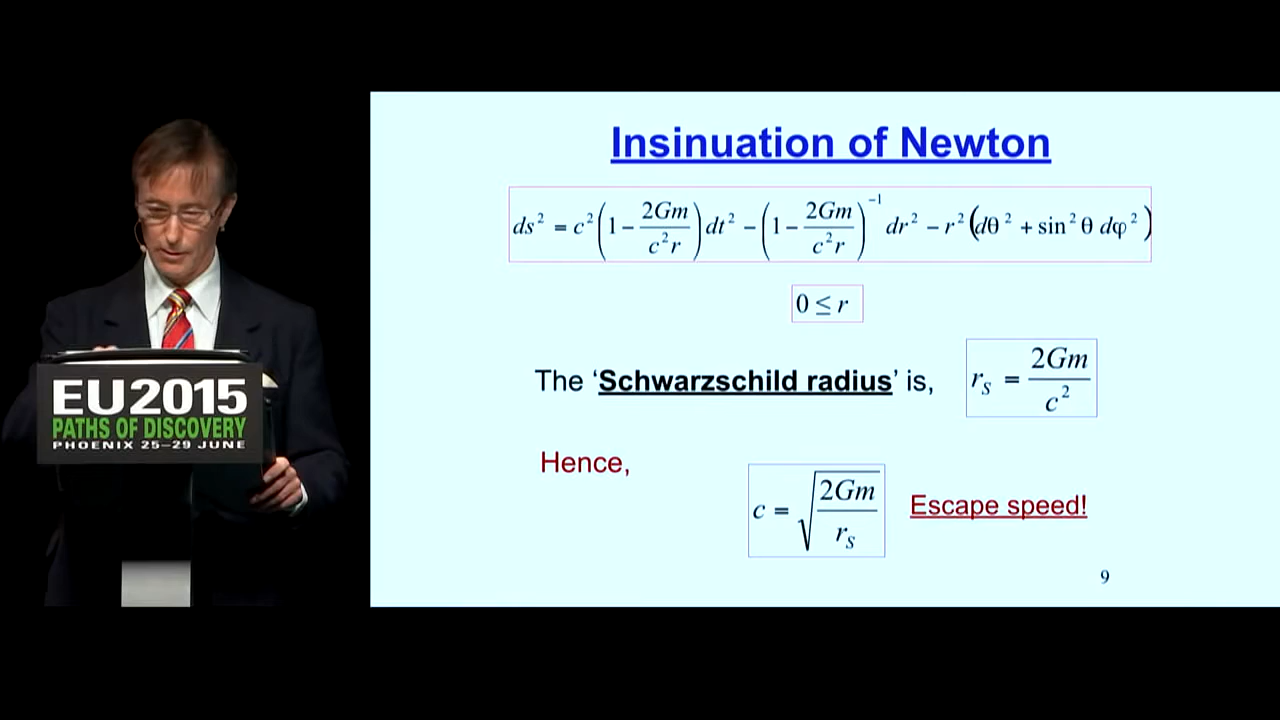 Insinuation of Newton
ds² = c²(1 − 2Gm/c²r)dt² − (1 − 2Gm/c²r)⁻¹ dr² − r²(dθ² + sin²θ dφ²)
0 ≤ r
The ‘Schwarzschild radius’ is, r_S = 2Gm/c²
Hence,
c = √(2Gm/r_S) Escape speed!
9
EU2015
PATHS OF DISCOVERY
PHOENIX 25–29 JUNE